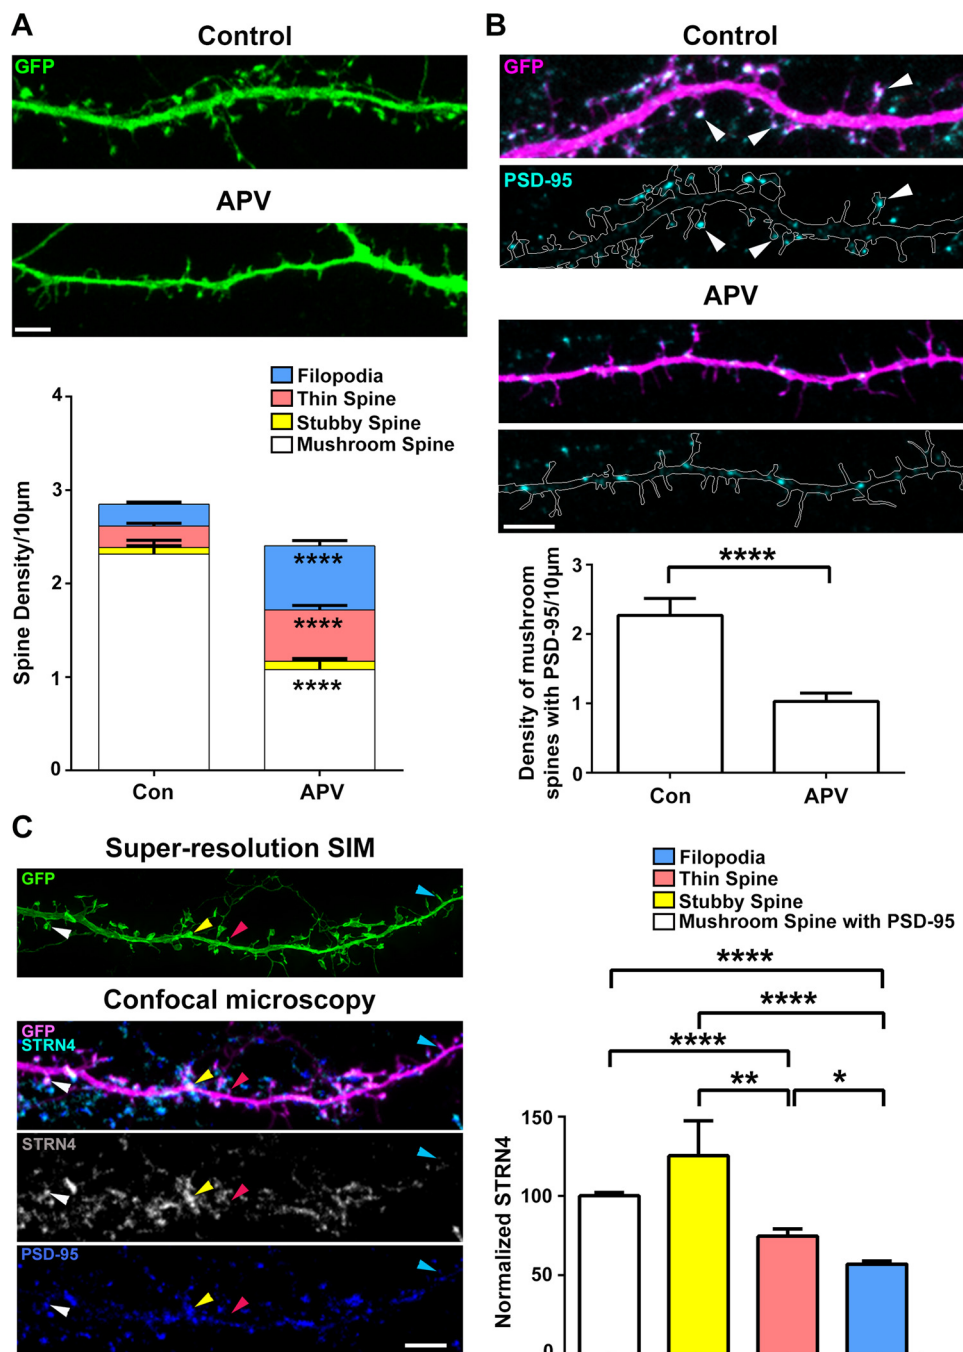 A
Control
GFP
APV
Filopodia
Thin Spine
Stubby Spine
Mushroom Spine
Spine Density/10μm
4
3
2
1
0
****
****
****
Con
APV
B
Control
GFP
PSD-95
APV
Density of mushroom
spines with PSD-95/10μm
3
2
1
0
****
Con
APV
C
Super-resolution SIM
GFP
Confocal microscopy
GFP
STRN4
STRN4
PSD-95
Filopodia
Thin Spine
Stubby Spine
Mushroom Spine with PSD-95
****
****
****
**
*
Normalized STRN4
150
100
50
0